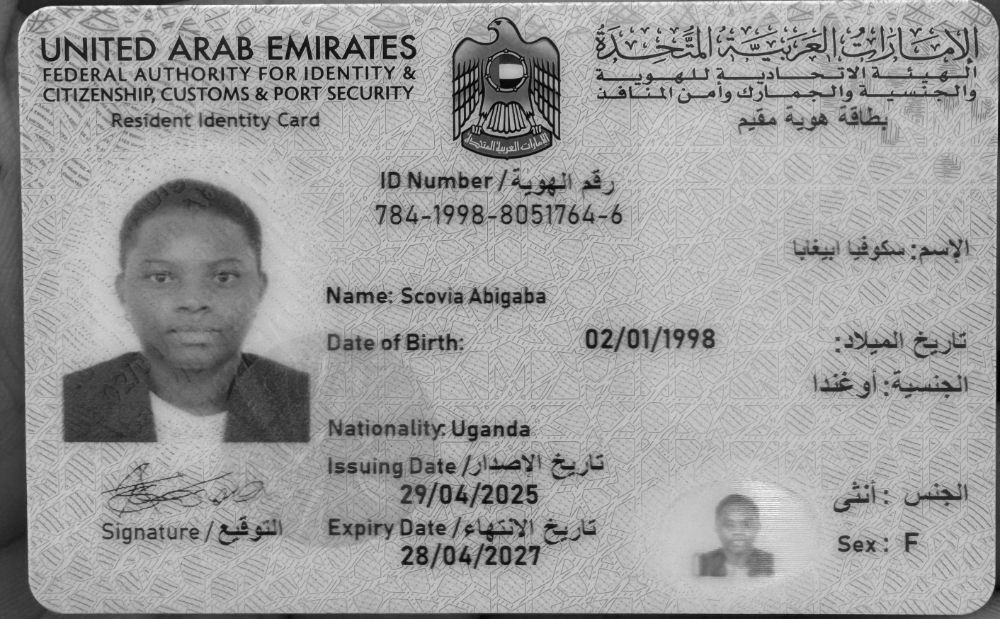 UNITED ARAB EMIRATES
FEDERAL AUTHORITY FOR IDENTITY &
CITIZENSHIP, CUSTOMS & PORT SECURITY
Resident Identity Card
الإمارات العربية المتحدة
الهيئة الاتحادية للهوية
والجنسية والجمارك وأمن المنافذ
بطاقة هوية مقيم
الإمارات العربية المتحدة
ID Number / رقم الهوية
784-1998-8051764-6
الإسم: سكوفيا ابيغابا
Name: Scovia Abigaba
Date of Birth: 02/01/1998 تاريخ الميلاد:
الجنسية: أوغندا
Nationality: Uganda
Issuing Date / تاريخ الإصدار
29/04/2025
Expiry Date / تاريخ الانتهاء
28/04/2027
الجنس : أنثى
Sex : F
Signature / التوقيع